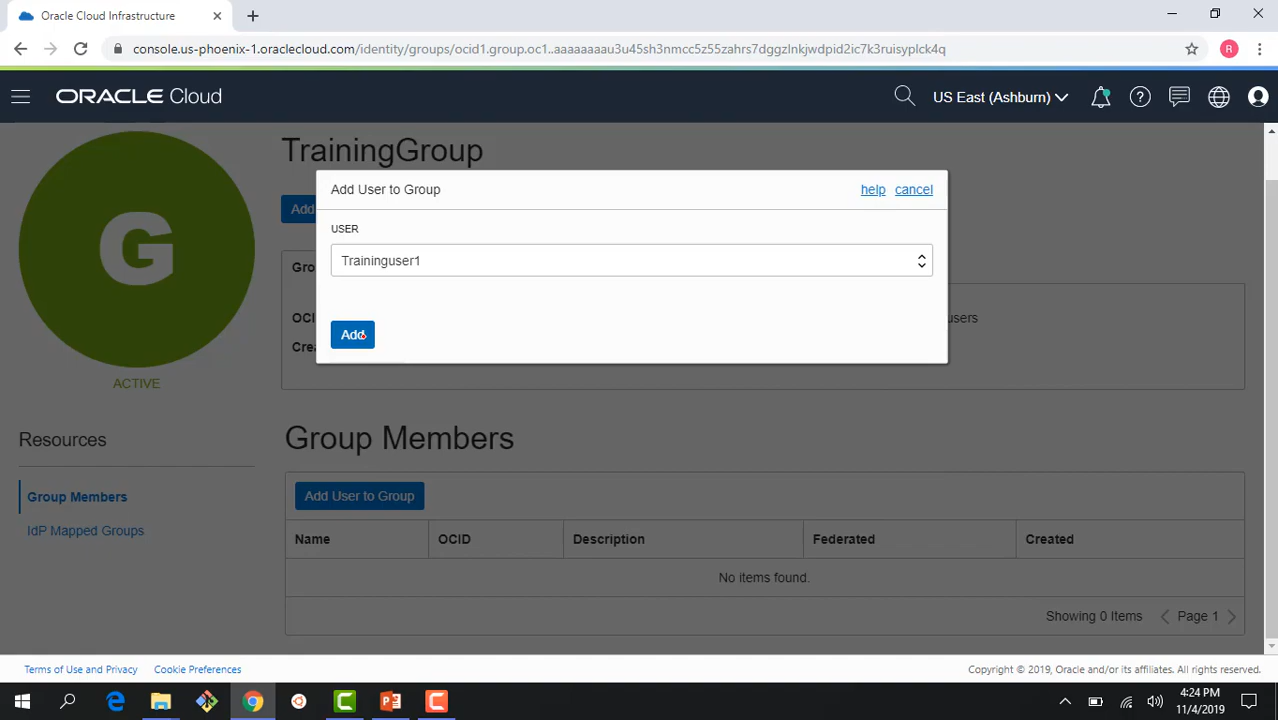 Oracle Cloud Infrastructure
console.us-phoenix-1.oraclecloud.com/identity/groups/ocid1.group.oc1..aaaaaaaau3u45sh3nmcc5z55zahrs7dggzlnkjwdpid2ic7k3ruisyplck4q
R
ORACLE Cloud
US East (Ashburn)
G
ACTIVE
TrainingGroup
Add
Add User to Group
help
cancel
USER
Traininguser1
Add
Gro
OCI
users
Cre
Resources
Group Members
IdP Mapped Groups
Group Members
Add User to Group
Name OCID Description Federated Created
No items found.
Showing 0 Items
Page 1
Terms of Use and Privacy
Cookie Preferences
Copyright © 2019, Oracle and/or its affiliates. All rights reserved.
4:24 PM
11/4/2019